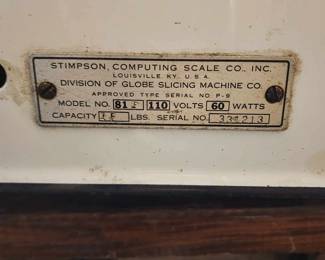 STIMPSON, COMPUTING SCALE CO., INC.
LOUISVILLE. KY. U.S.A.
DIVISION OF GLOBE SLICING MACHINE CO.
APPROVED TYPE SERIAL NO. P-9
MODEL NO. 110 VOLTS 60 WATTS
CAPACITY LBS. SERIAL NO.